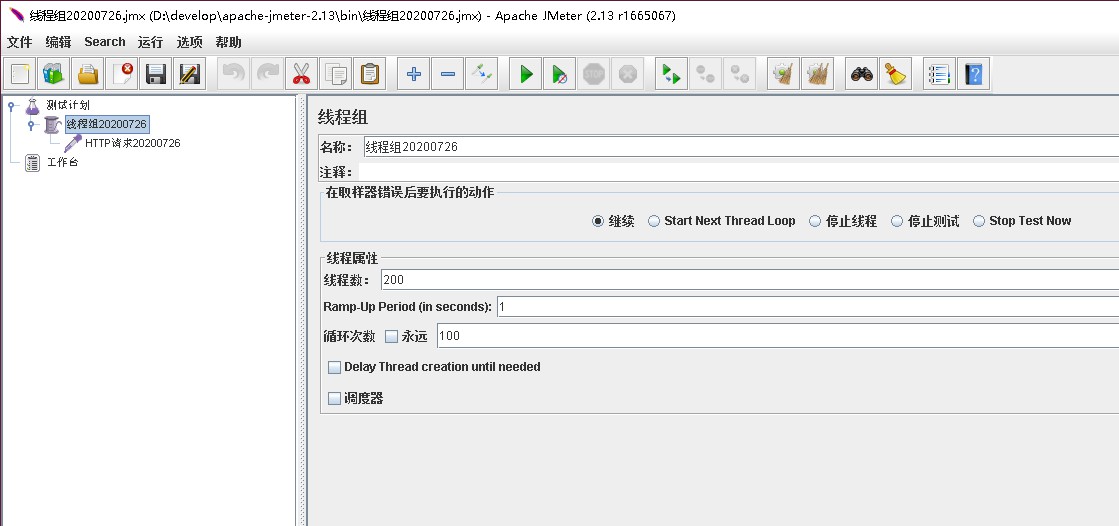 线程组20200726.jmx (D:\develop\apache-jmeter-2.13\bin\线程组20200726.jmx) - Apache JMeter (2.13 r1665067)
文件 编辑 Search 运行 选项 帮助
STOP
测试计划
线程组20200726
HTTP请求20200726
工作台
线程组
名称： 线程组20200726
注释：
在取样器错误后要执行的动作
继续 Start Next Thread Loop 停止线程 停止测试 Stop Test Now
线程属性
线程数： 200
Ramp-Up Period (in seconds): 1
循环次数 永远 100
Delay Thread creation until needed
调度器